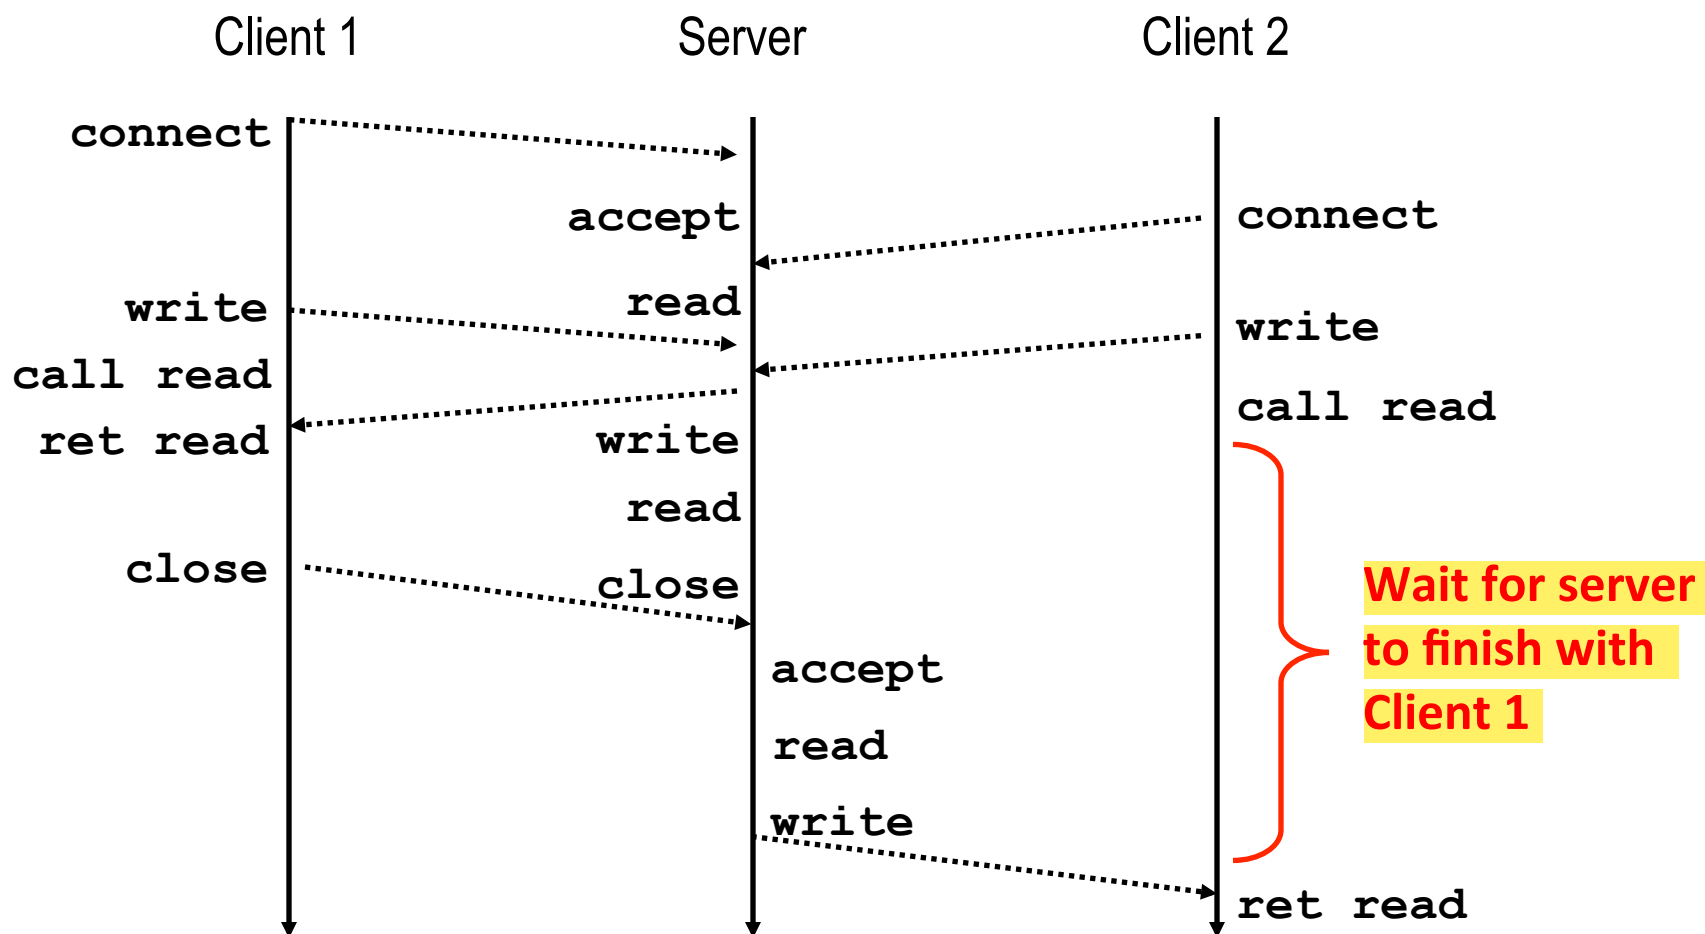 Client 1 Server Client 2
connect
accept connect
write read write
call read call read
ret read write
read
close close
Wait for server
to finish with
Client 1
accept
read
write
ret read